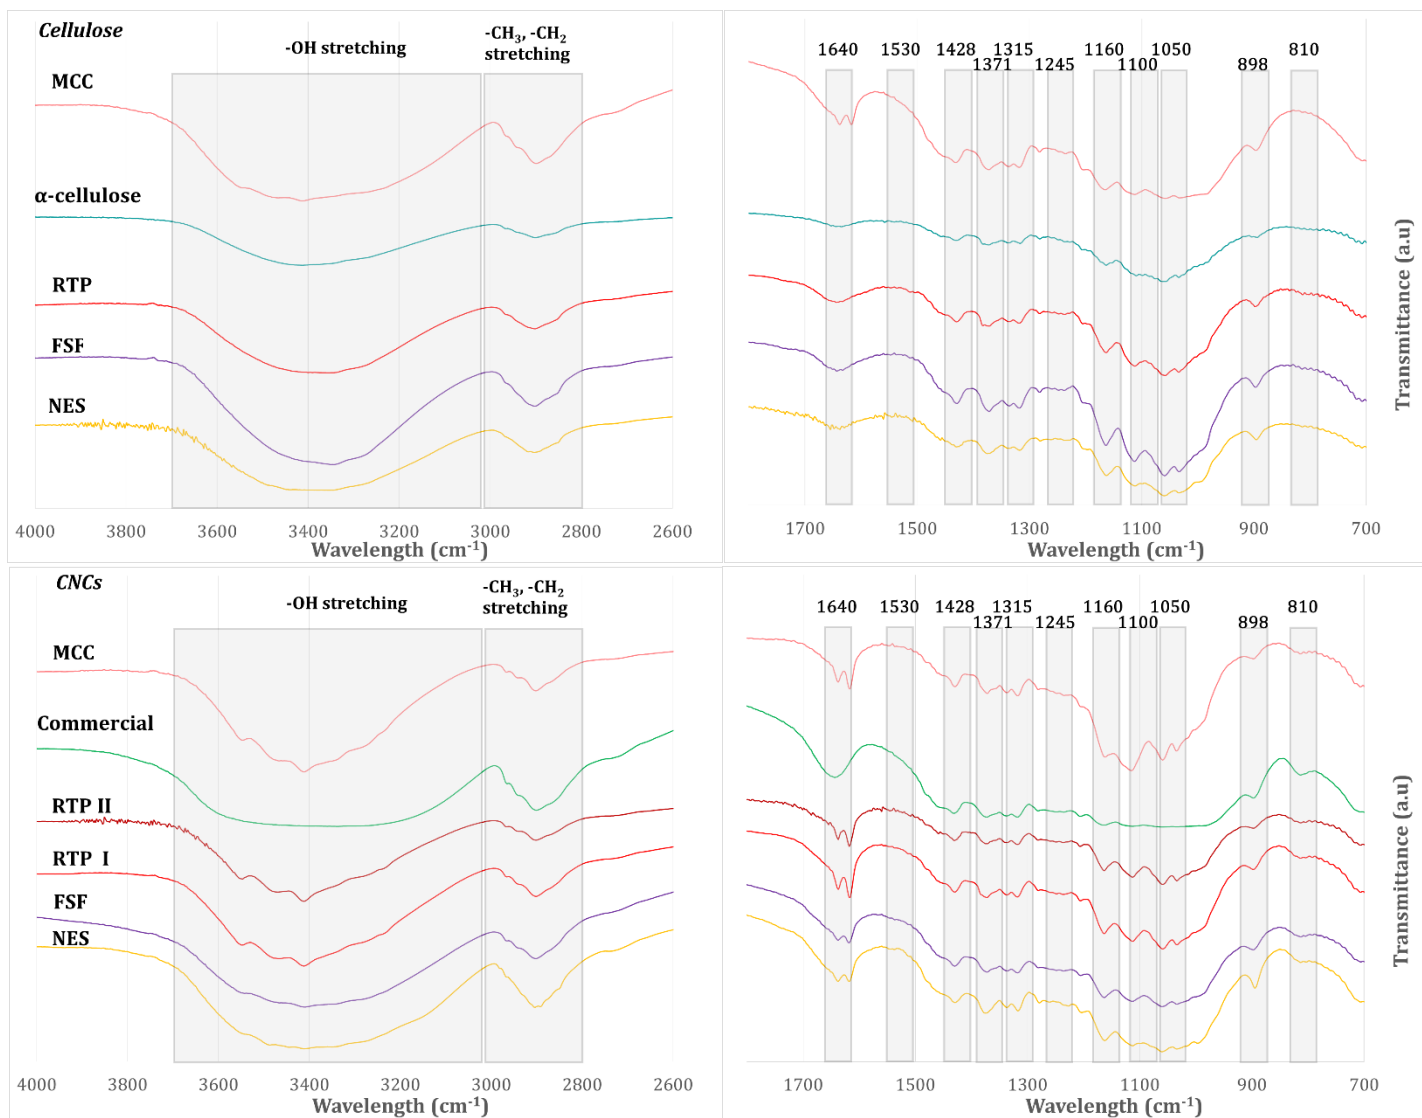 Cellulose
-OH stretching
-CH₃, -CH₂
stretching
MCC
α-cellulose
RTP
FSF
NES
4000 3800 3600 3400 3200 3000 2800 2600
Wavelength (cm⁻¹)
1640 1530 1428 1315 1160 1050 810
1371 1245 1100 898
1700 1500 1300 1100 900 700
Wavelength (cm⁻¹)
Transmittance (a.u)
CNCs
-OH stretching
-CH₃, -CH₂
stretching
MCC
Commercial
RTP II
RTP I
FSF
NES
4000 3800 3600 3400 3200 3000 2800 2600
Wavelength (cm⁻¹)
1640 1530 1428 1315 1160 1050 810
1371 1245 1100 898
1700 1500 1300 1100 900 700
Wavelength (cm⁻¹)
Transmittance (a.u)